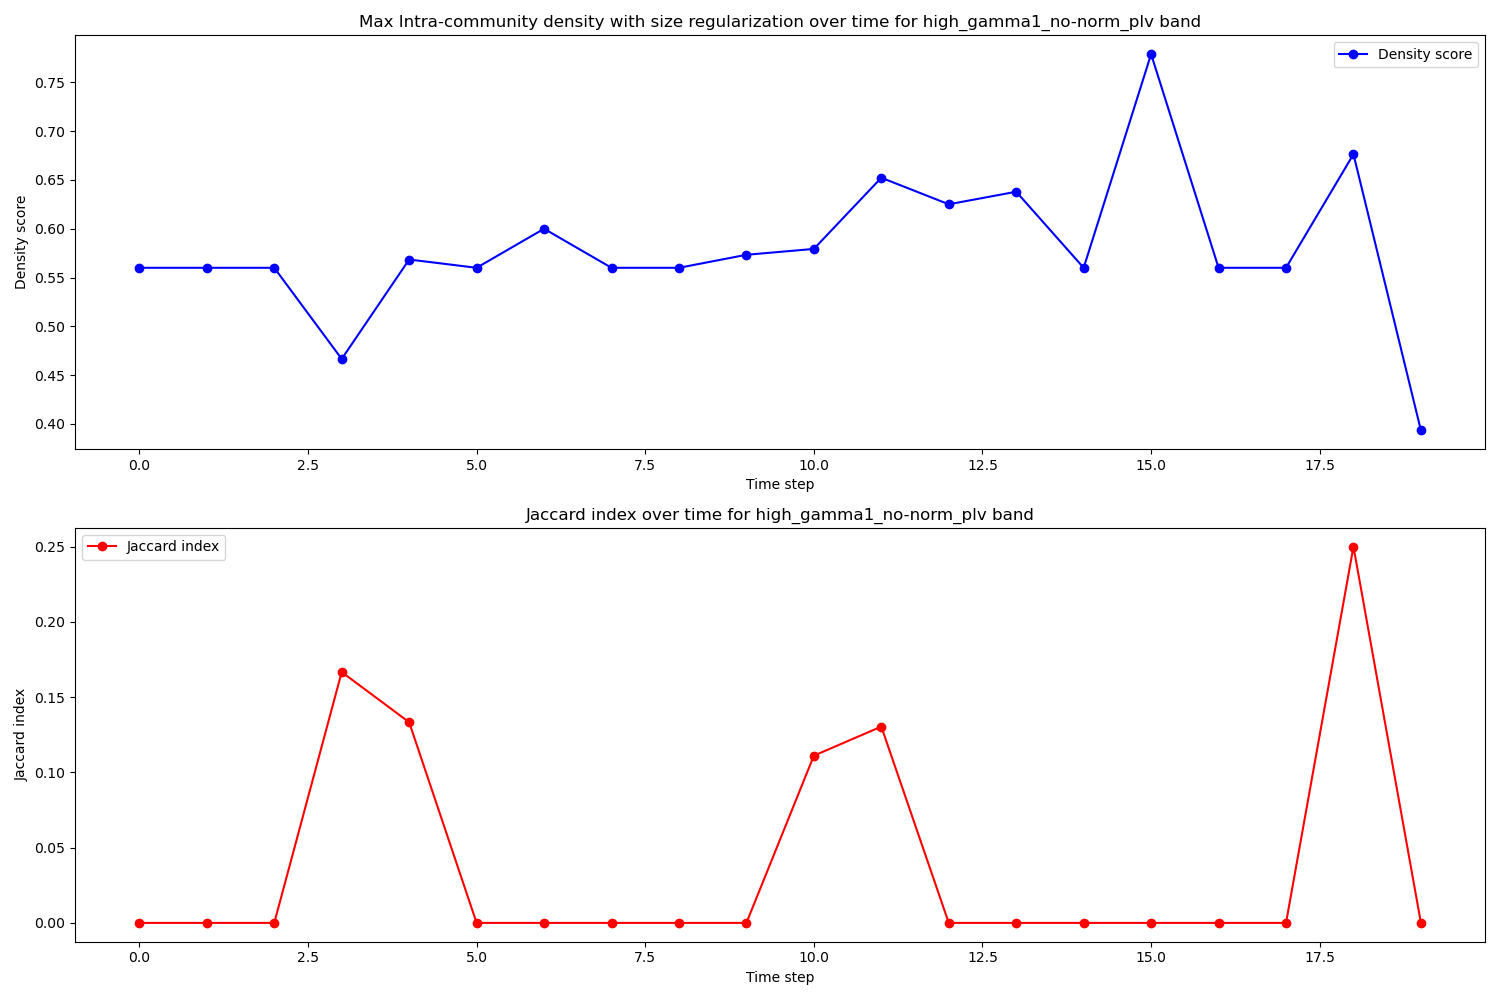 Max Intra-community density with size regularization over time for high_gamma1_no-norm_plv band
Density score
0.75
0.70
0.65
0.60
0.55
0.50
0.45
0.40
Density score
0.0 2.5 5.0 7.5 10.0 12.5 15.0 17.5
Time step
Jaccard index over time for high_gamma1_no-norm_plv band
Jaccard index
0.25
0.20
0.15
0.10
0.05
0.00
Jaccard index
0.0 2.5 5.0 7.5 10.0 12.5 15.0 17.5
Time step